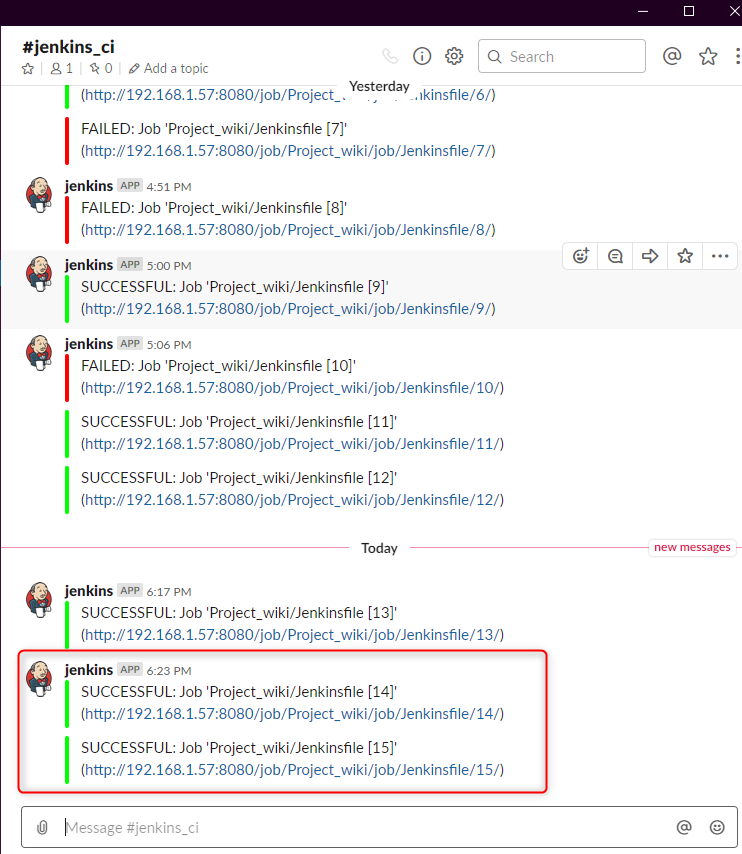 #jenkins_ci
1
0
Add a topic
Search
Yesterday
(http://192.168.1.57:8080/job/Project_wiki/job/Jenkinsfile/6/)
FAILED: Job 'Project_wiki/Jenkinsfile [7]'
(http://192.168.1.57:8080/job/Project_wiki/job/Jenkinsfile/7/)
jenkins APP 4:51 PM
FAILED: Job 'Project_wiki/Jenkinsfile [8]'
(http://192.168.1.57:8080/job/Project_wiki/job/Jenkinsfile/8/)
jenkins APP 5:00 PM
SUCCESSFUL: Job 'Project_wiki/Jenkinsfile [9]'
(http://192.168.1.57:8080/job/Project_wiki/job/Jenkinsfile/9/)
jenkins APP 5:06 PM
FAILED: Job 'Project_wiki/Jenkinsfile [10]'
(http://192.168.1.57:8080/job/Project_wiki/job/Jenkinsfile/10/)
SUCCESSFUL: Job 'Project_wiki/Jenkinsfile [11]'
(http://192.168.1.57:8080/job/Project_wiki/job/Jenkinsfile/11/)
SUCCESSFUL: Job 'Project_wiki/Jenkinsfile [12]'
(http://192.168.1.57:8080/job/Project_wiki/job/Jenkinsfile/12/)
Today
new messages
jenkins APP 6:17 PM
SUCCESSFUL: Job 'Project_wiki/Jenkinsfile [13]'
(http://192.168.1.57:8080/job/Project_wiki/job/Jenkinsfile/13/)
jenkins APP 6:23 PM
SUCCESSFUL: Job 'Project_wiki/Jenkinsfile [14]'
(http://192.168.1.57:8080/job/Project_wiki/job/Jenkinsfile/14/)
SUCCESSFUL: Job 'Project_wiki/Jenkinsfile [15]'
(http://192.168.1.57:8080/job/Project_wiki/job/Jenkinsfile/15/)
Message #jenkins_ci